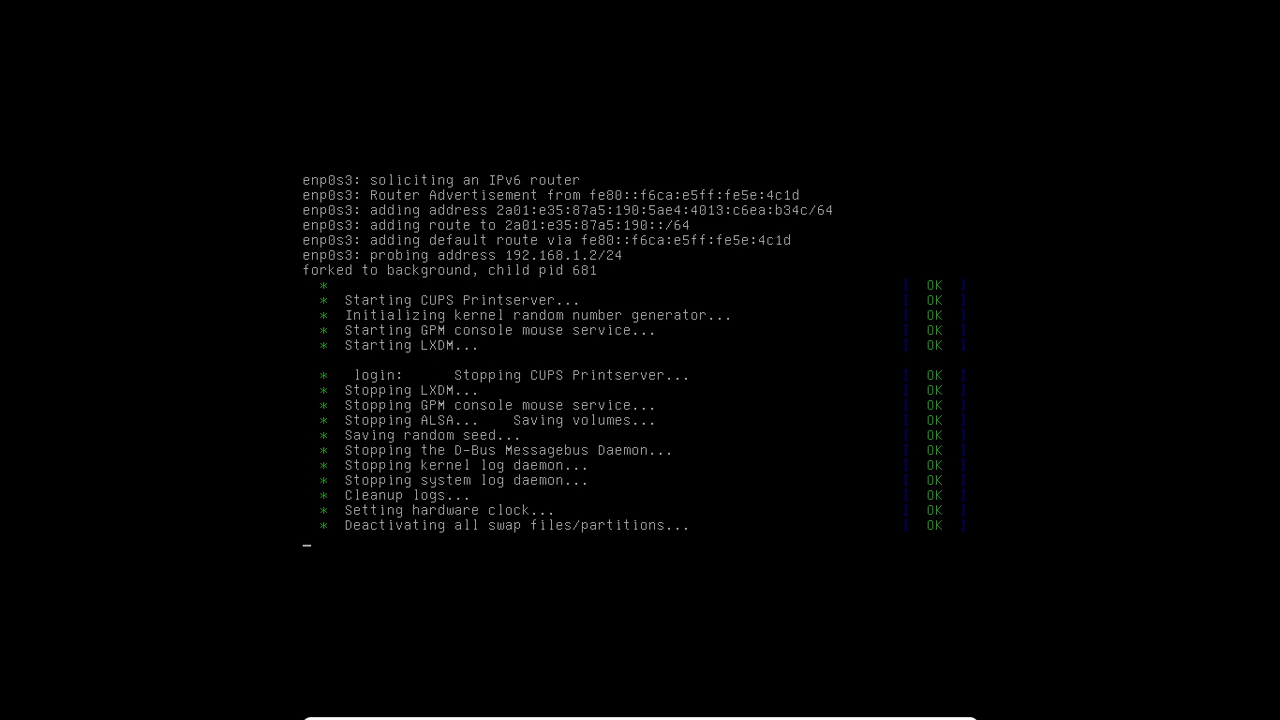 enp0s3: soliciting an IPv6 router
enp0s3: Router Advertisement from fe80::f6ca:e5ff:fe5e:4c1d
enp0s3: adding address 2a01:e35:87a5:190:5ae4:4013:c6ea:b34c/64
enp0s3: adding route to 2a01:e35:87a5:190::/64
enp0s3: adding default route via fe80::f6ca:e5ff:fe5e:4c1d
enp0s3: probing address 192.168.1.2/24
forked to background, child pid 681
* [ OK ]
* Starting CUPS Printserver... [ OK ]
* Initializing kernel random number generator... [ OK ]
* Starting GPM console mouse service... [ OK ]
* Starting LXDM... [ OK ]
* login: Stopping CUPS Printserver... [ OK ]
* Stopping LXDM... [ OK ]
* Stopping GPM console mouse service... [ OK ]
* Stopping ALSA... Saving volumes... [ OK ]
* Saving random seed... [ OK ]
* Stopping the D-Bus Messagebus Daemon... [ OK ]
* Stopping kernel log daemon... [ OK ]
* Stopping system log daemon... [ OK ]
* Cleanup logs... [ OK ]
* Setting hardware clock... [ OK ]
* Deactivating all swap files/partitions... [ OK ]
_